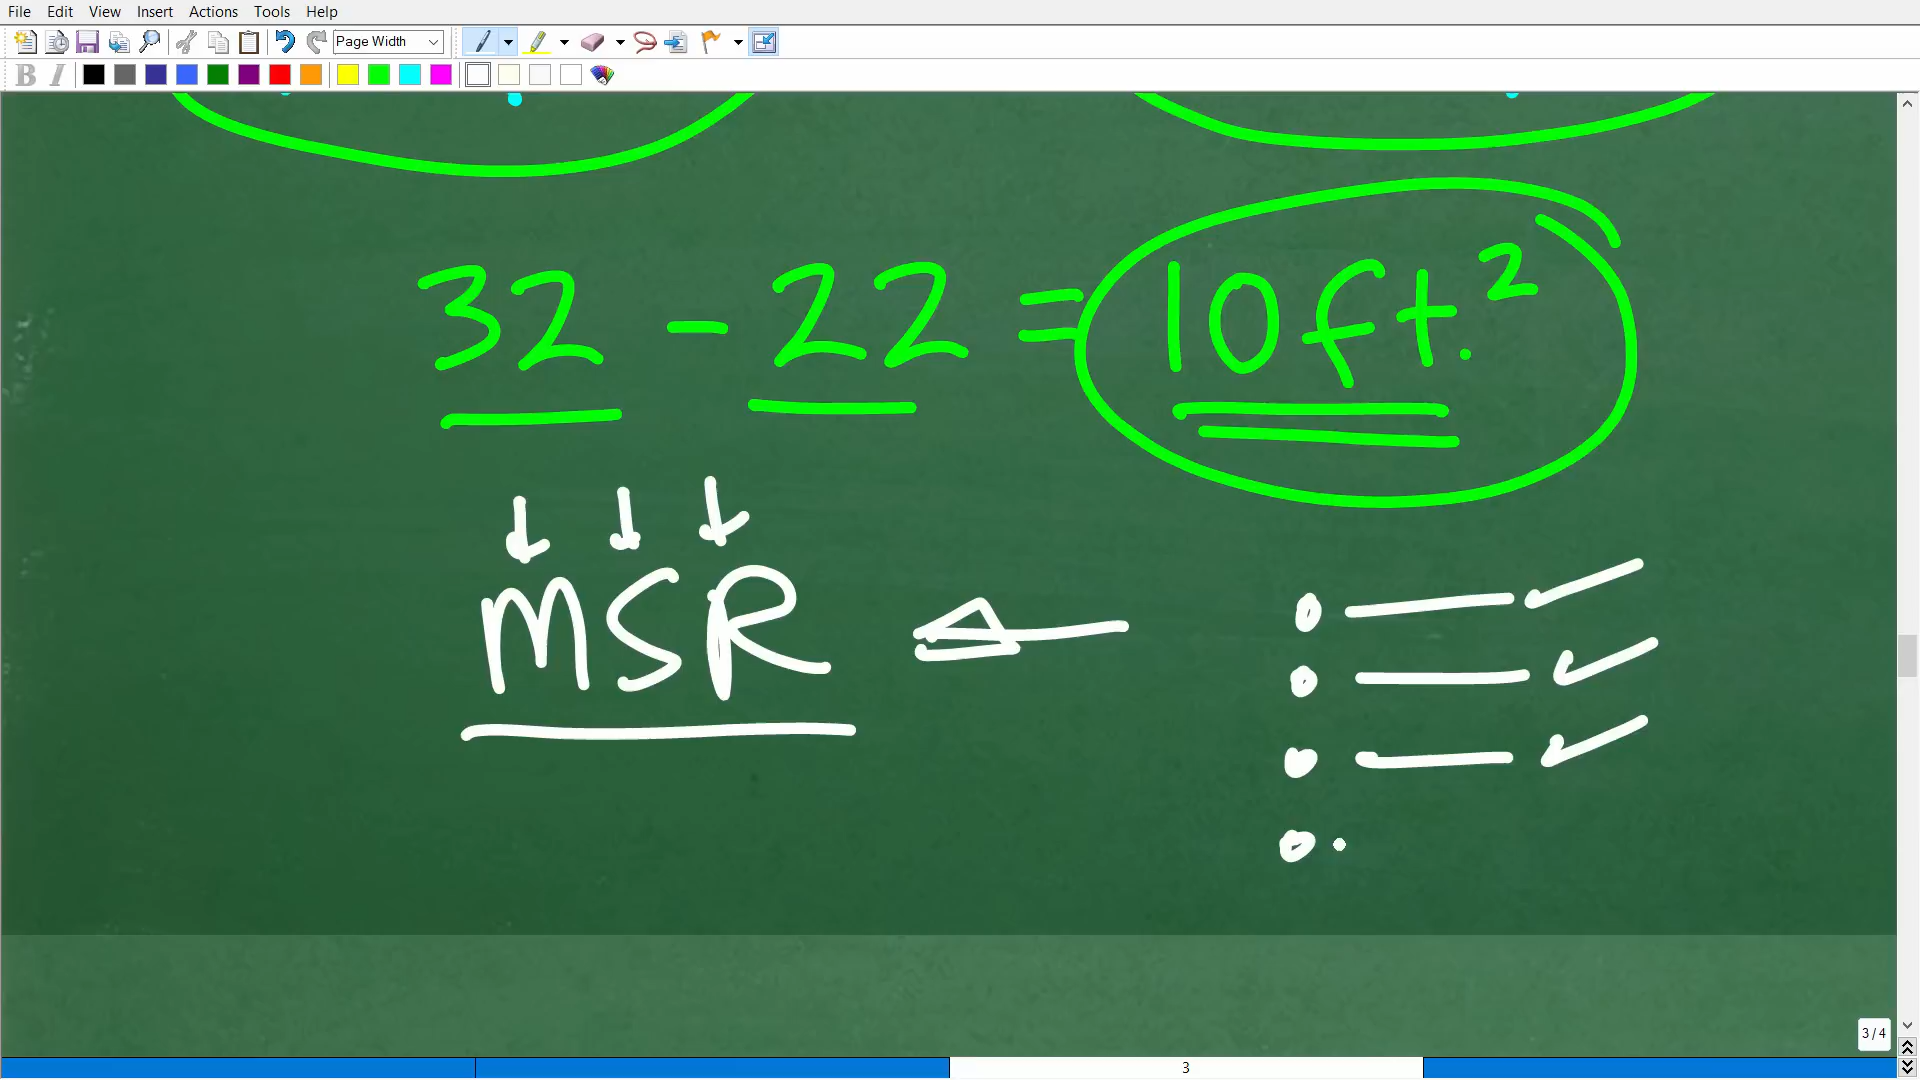 File Edit View Insert Actions Tools Help
Page Width
B I
32 - 22 = 10 ft.²
MSR
3 / 4
3